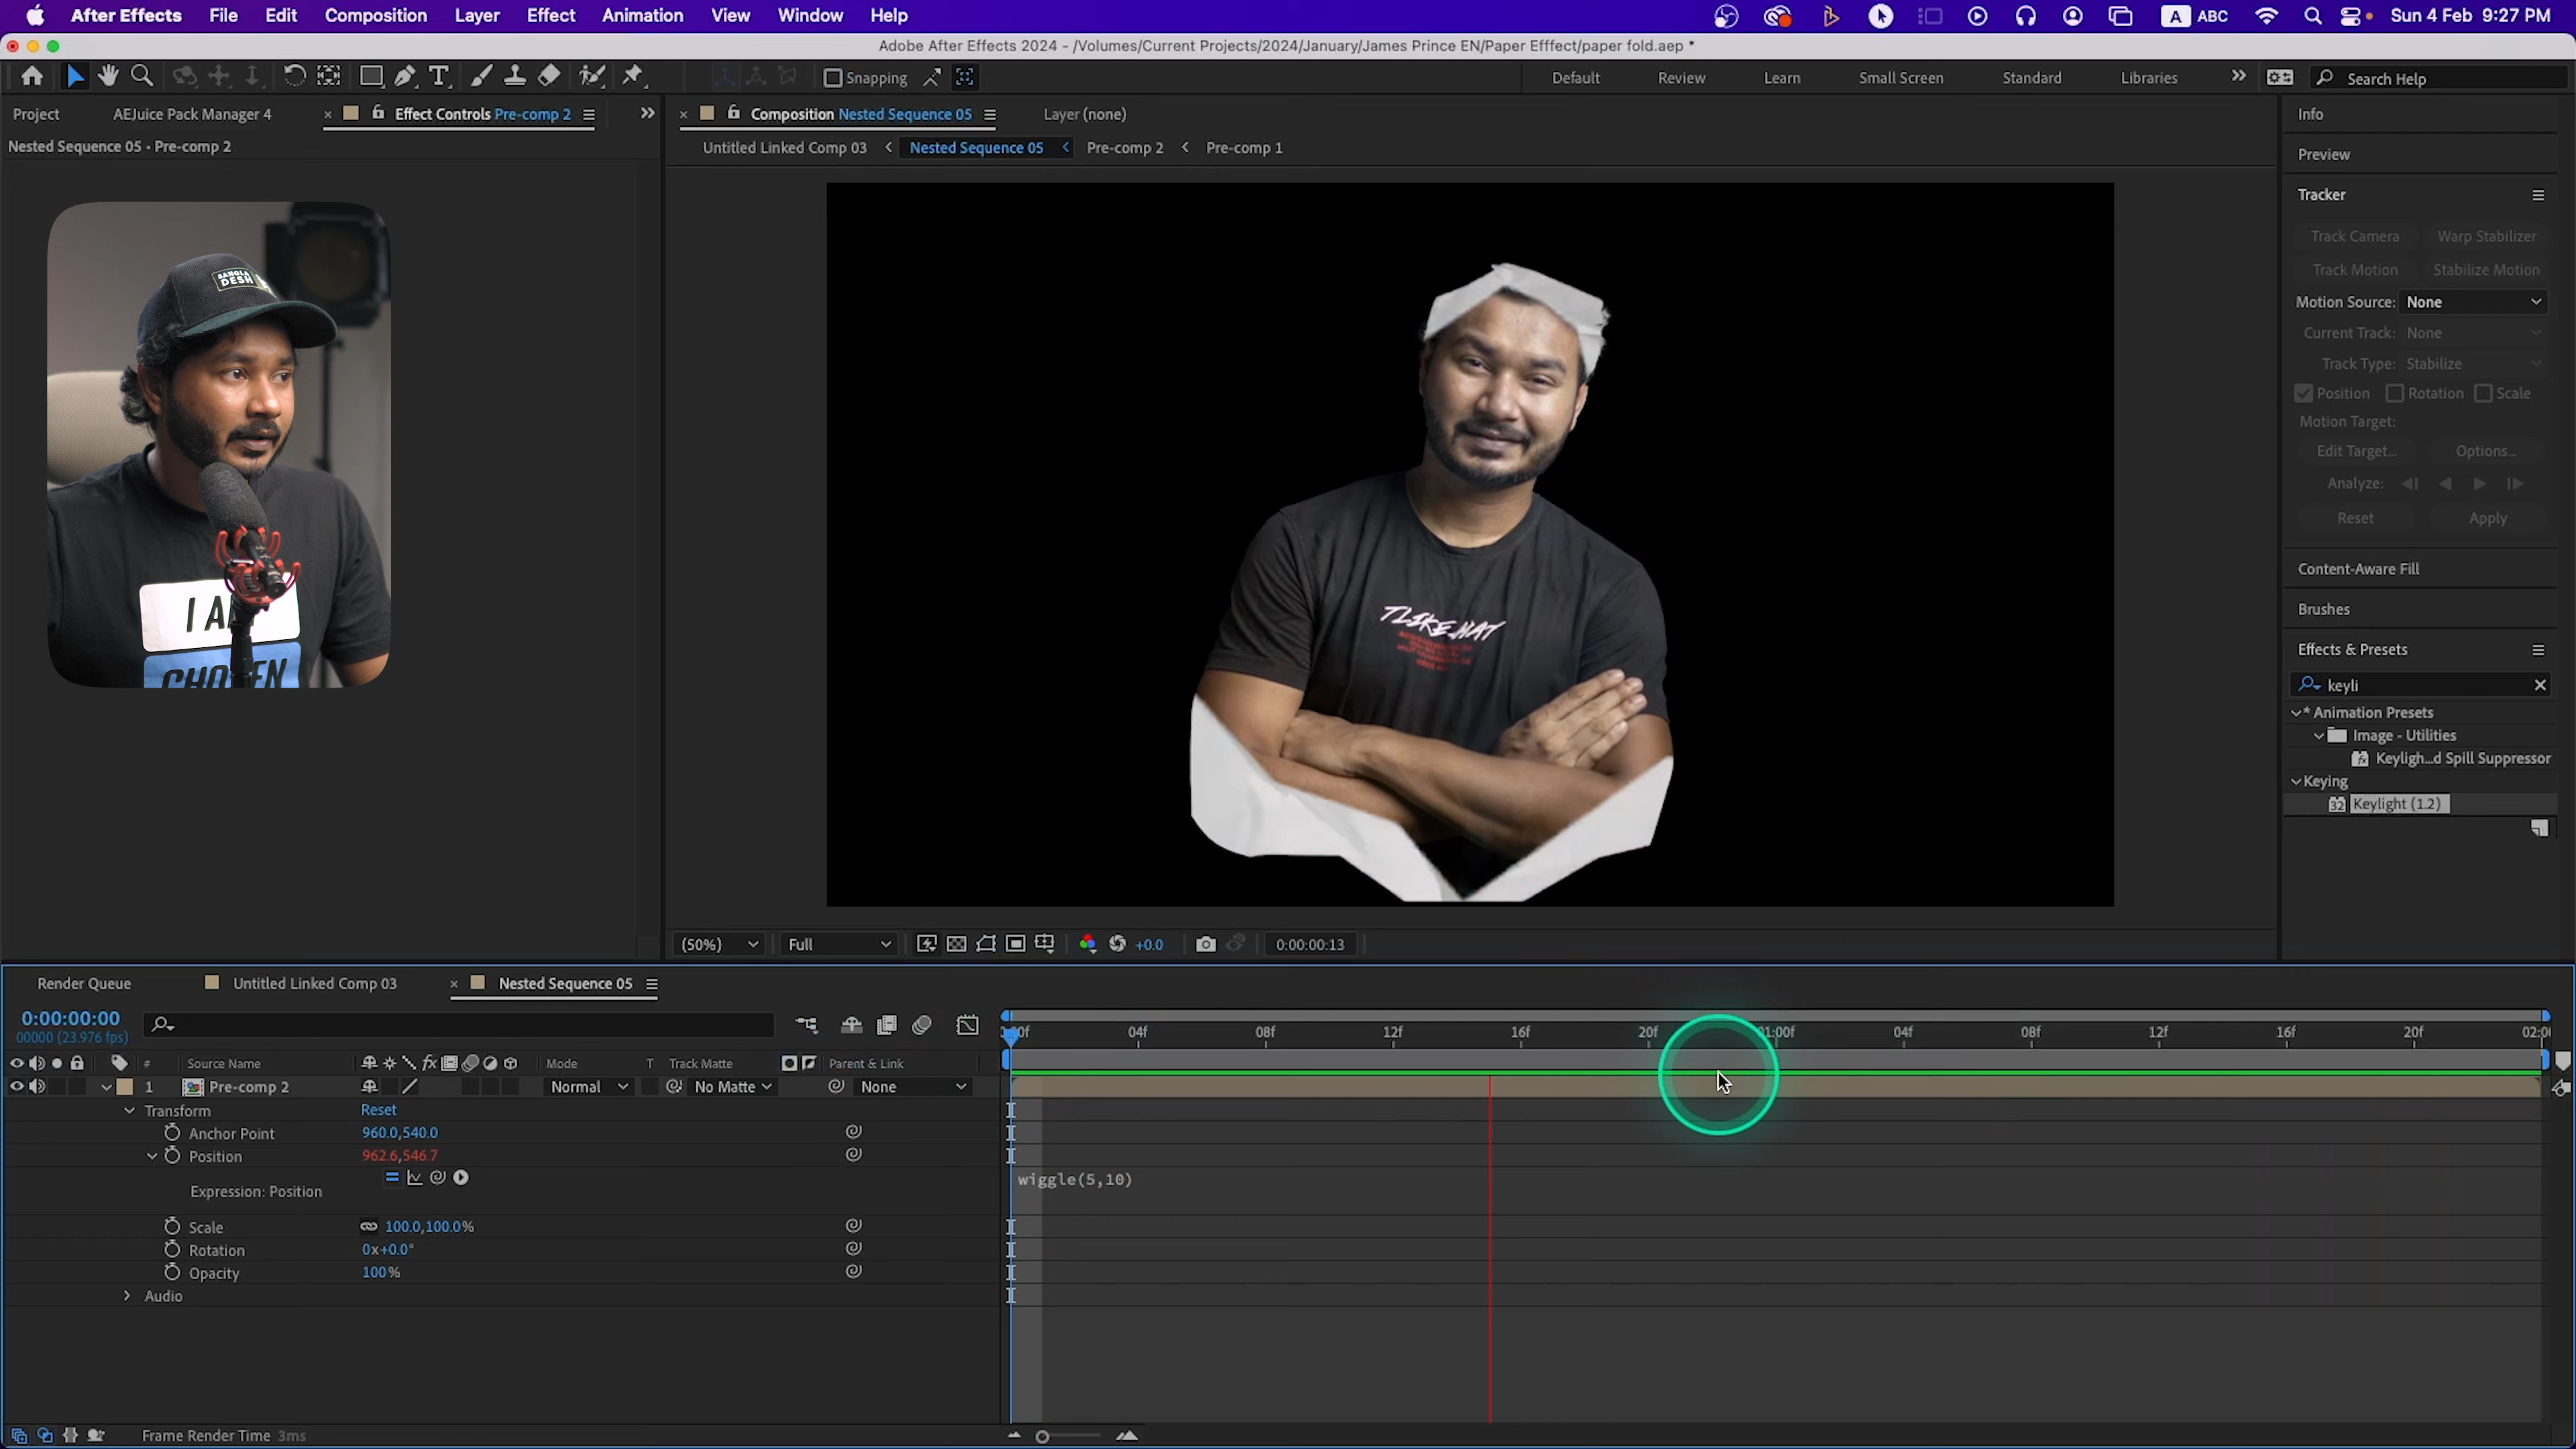 After Effects File Edit Composition Layer Effect Animation View Window Help A ABC Sun 4 Feb 9:27 PM
Adobe After Effects 2024 - /Volumes/Current Projects/2024/January/James Prince EN/Paper Efffect/paper fold.aep *
Snapping Default Review Learn Small Screen Standard Libraries Search Help
Project AEJuice Pack Manager 4 Effect Controls Pre-comp 2
Nested Sequence 05 • Pre-comp 2
BANGLA
DESH
I A
CHO EN
Composition Nested Sequence 05 Layer (none)
Untitled Linked Comp 03 Nested Sequence 05 Pre-comp 2 Pre-comp 1
(50%) Full +0.0 0:00:00:13
Info
Preview
Tracker
Track Camera Warp Stabilizer
Track Motion Stabilize Motion
Motion Source: None
Current Track: None
Track Type: Stabilize
Position Rotation Scale
Motion Target:
Edit Target... Options...
Analyze:
Reset Apply
Content-Aware Fill
Brushes
Effects & Presets
keyli
* Animation Presets
Image - Utilities
Keyligh...d Spill Suppressor
Keying
32 Keylight (1.2)
Render Queue Untitled Linked Comp 03 Nested Sequence 05
0:00:00:00
00000 (23.976 fps)
04f 08f 12f 16f 20f 01:00f 04f 08f 12f 16f 20f 02:0
# Source Name fx Mode T Track Matte Parent & Link
1 Pre-comp 2 Normal No Matte None
Transform Reset
Anchor Point 960.0,540.0
Position 962.6,546.7
Expression: Position wiggle(5,10)
Scale 100.0,100.0%
Rotation 0x+0.0°
Opacity 100%
Audio
Frame Render Time 3ms